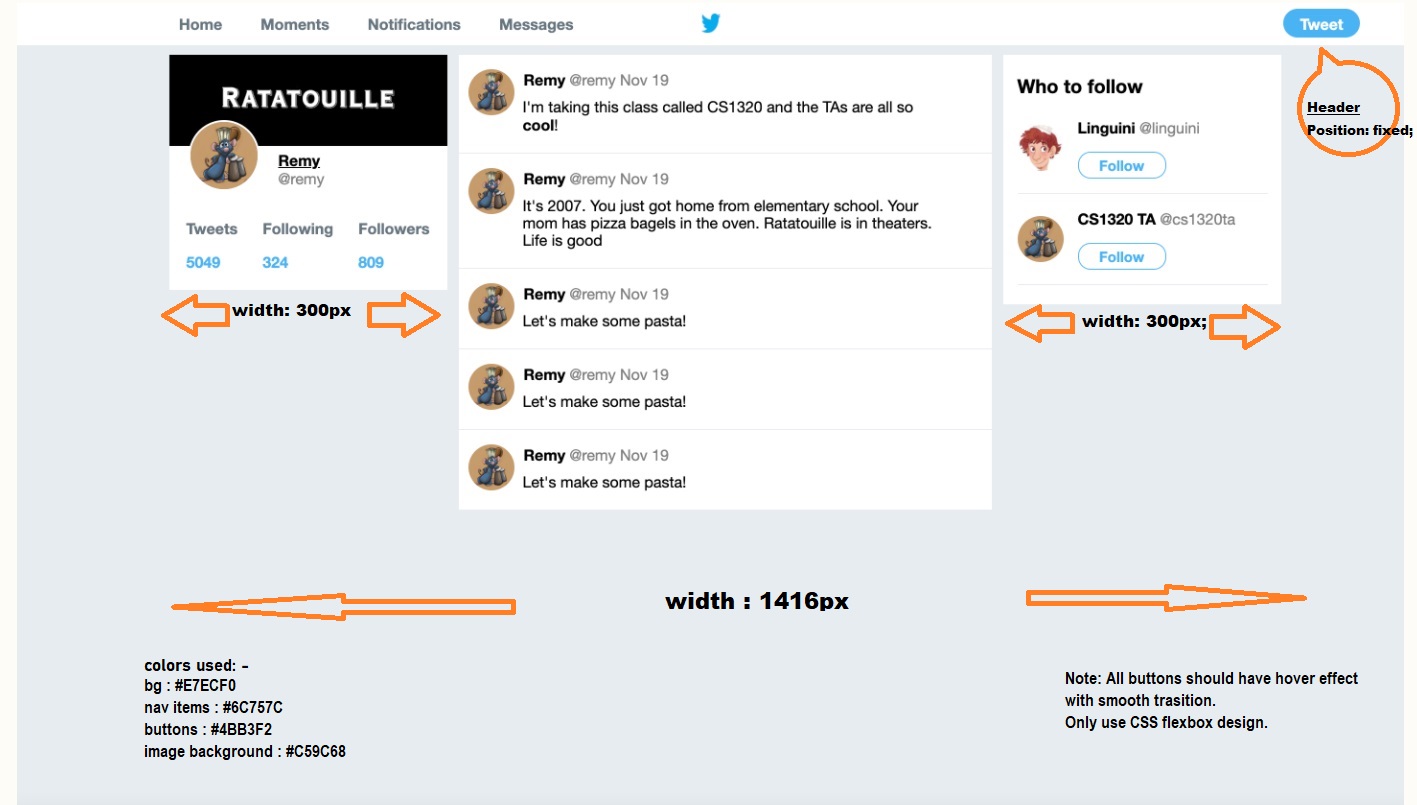 Home Moments Notifications Messages Tweet
RATATOUILLE
Remy
@remy
Tweets Following Followers
5049 324 809
width: 300px
Remy @remy Nov 19
I'm taking this class called CS1320 and the TAs are all so
cool!
Remy @remy Nov 19
It's 2007. You just got home from elementary school. Your
mom has pizza bagels in the oven. Ratatouille is in theaters.
Life is good
Remy @remy Nov 19
Let's make some pasta!
Remy @remy Nov 19
Let's make some pasta!
Remy @remy Nov 19
Let's make some pasta!
Who to follow
Linguini @linguini
Follow
CS1320 TA @cs1320ta
Follow
width: 300px;
Header
Position: fixed;
width : 1416px
colors used: -
bg : #E7ECF0
nav items : #6C757C
buttons : #4BB3F2
image background : #C59C68
Note: All buttons should have hover effect
with smooth trasition.
Only use CSS flexbox design.